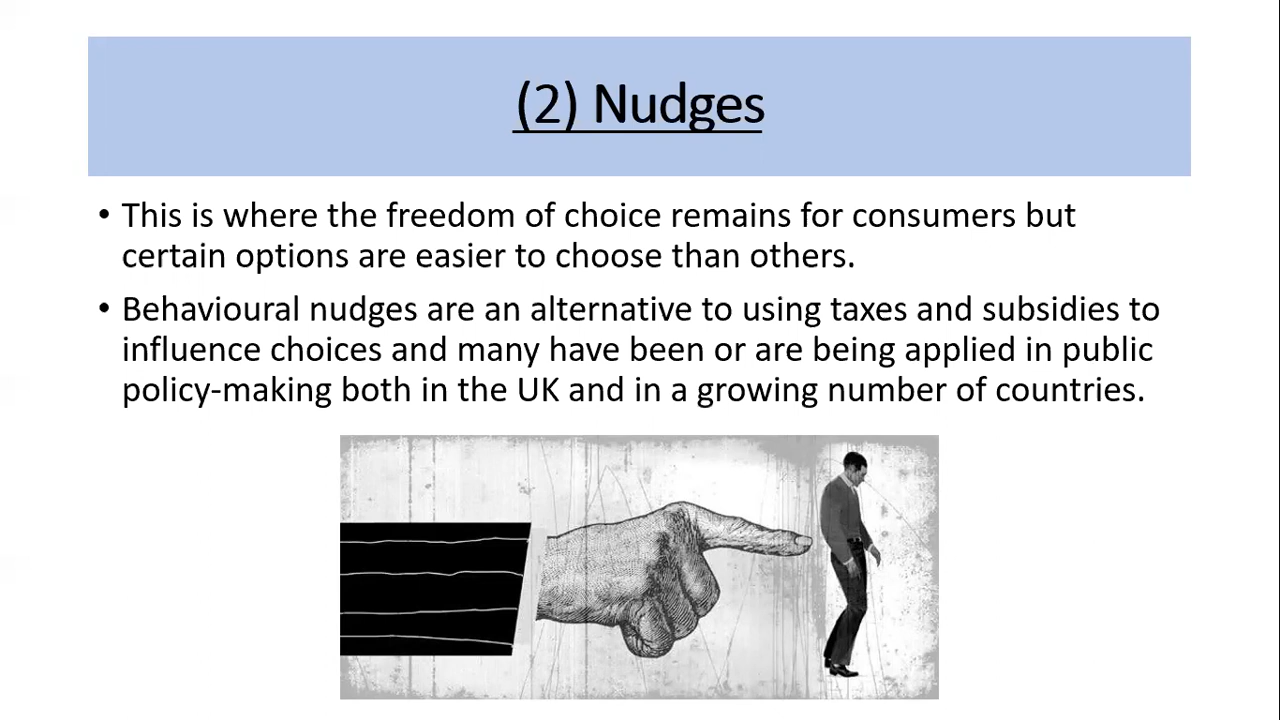 (2) Nudges
• This is where the freedom of choice remains for consumers but
certain options are easier to choose than others.
• Behavioural nudges are an alternative to using taxes and subsidies to
influence choices and many have been or are being applied in public
policy-making both in the UK and in a growing number of countries.